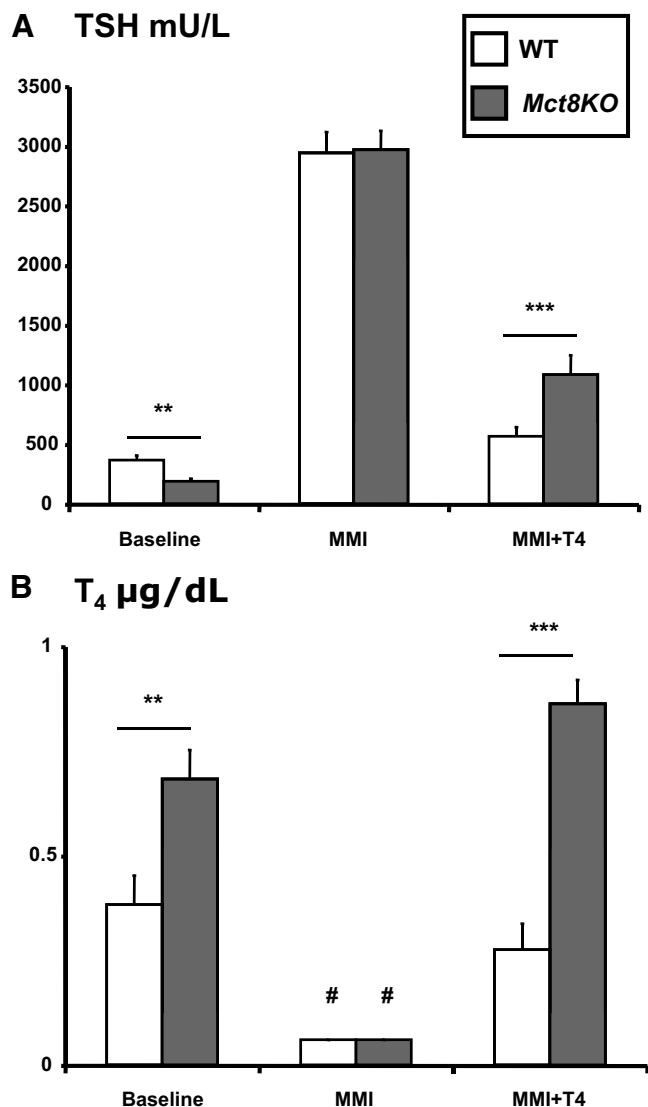 A TSH mU/L
WT
Mct8KO
3500
3000
2500
2000
1500
1000
500
0
**
***
Baseline MMI MMI+T4
B T₄ µg/dL
1
0.5
0
**
# #
***
Baseline MMI MMI+T4